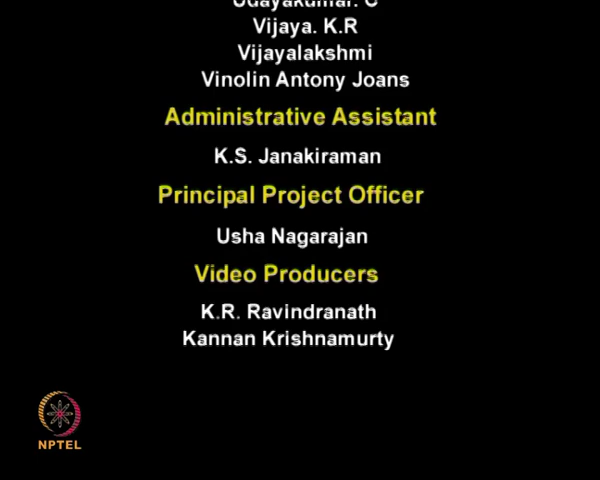 Udayakumar. C
Vijaya. K.R
Vijayalakshmi
Vinolin Antony Joans
Administrative Assistant
K.S. Janakiraman
Principal Project Officer
Usha Nagarajan
Video Producers
K.R. Ravindranath
Kannan Krishnamurty
NPTEL